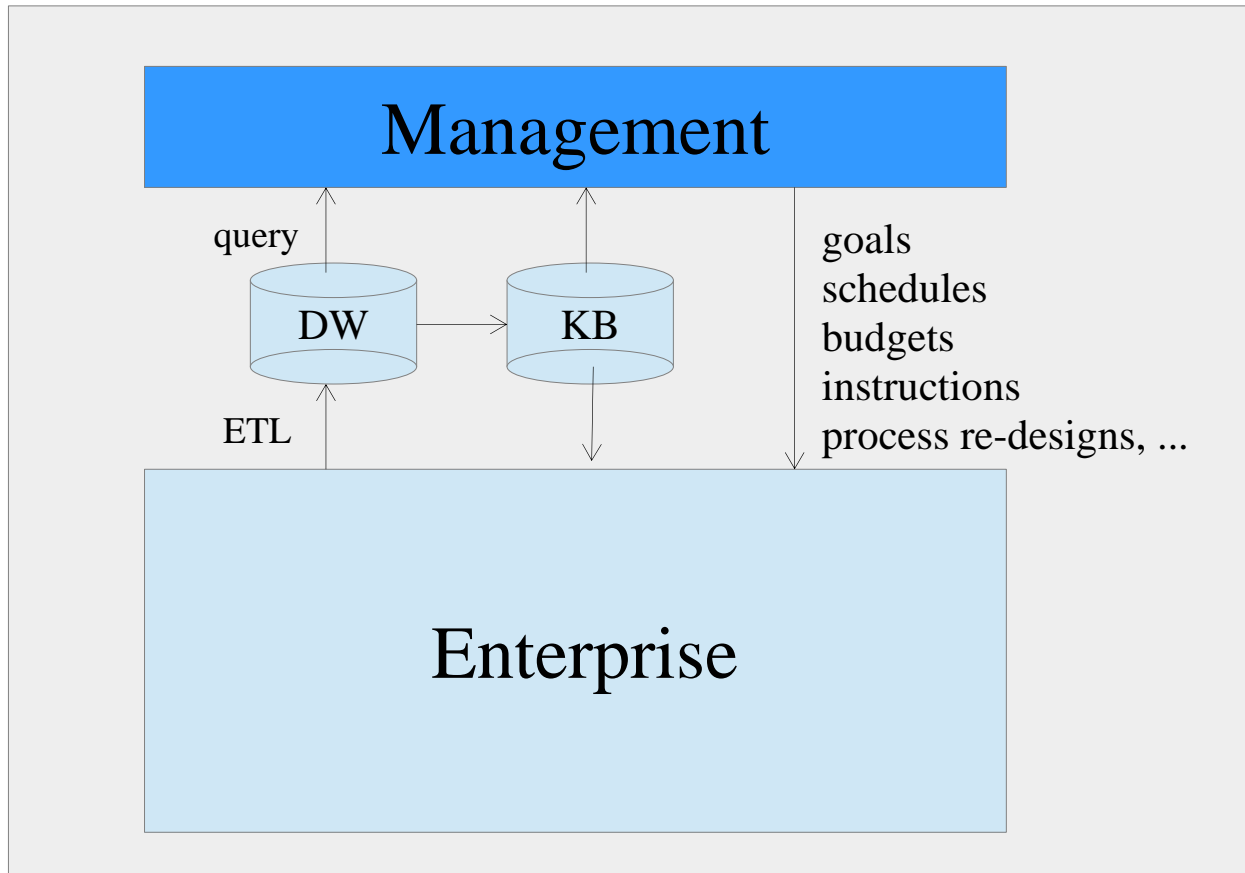 Management
query
goals
schedules
budgets
instructions
process re-designs, ...
DW
KB
ETL
Enterprise